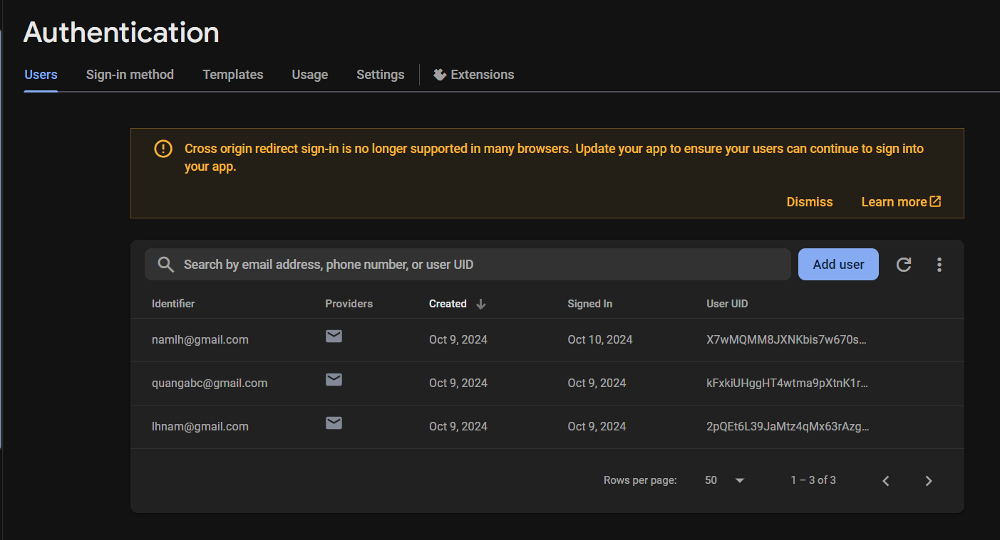 Authentication
Users Sign-in method Templates Usage Settings Extensions
Cross origin redirect sign-in is no longer supported in many browsers. Update your app to ensure your users can continue to sign into
your app.
Dismiss Learn more
Search by email address, phone number, or user UID Add user
Identifier Providers Created Signed In User UID
namlh@gmail.com Oct 9, 2024 Oct 10, 2024 X7wMQMM8JXNKbis7w670s...
quangabc@gmail.com Oct 9, 2024 Oct 9, 2024 kFxkiUHggHT4wtma9pXtnK1r...
lhnam@gmail.com Oct 9, 2024 Oct 9, 2024 2pQEt6L39JaMtz4qMx63rAzg...
Rows per page: 50 1 – 3 of 3